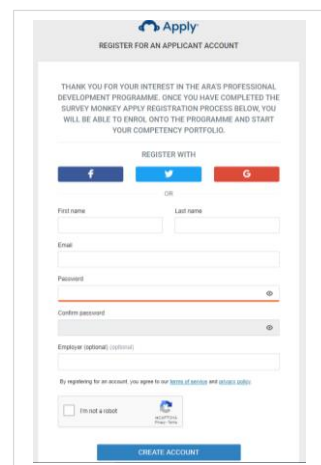 Apply
REGISTER FOR AN APPLICANT ACCOUNT
THANK YOU FOR YOUR INTEREST IN THE ARA'S PROFESSIONAL
DEVELOPMENT PROGRAMME. ONCE YOU HAVE COMPLETED THE
SURVEY MONKEY APPLY REGISTRATION PROCESS BELOW, YOU
WILL BE ABLE TO ENROL ONTO THE PROGRAMME AND START
YOUR COMPETENCY PORTFOLIO.
REGISTER WITH
f
G
OR
First name Last name
Email
Password
Confirm password
Employer (optional) (optional)
By registering for an account, you agree to our terms of service and privacy policy.
I'm not a robot
reCAPTCHA
Privacy - Terms
CREATE ACCOUNT